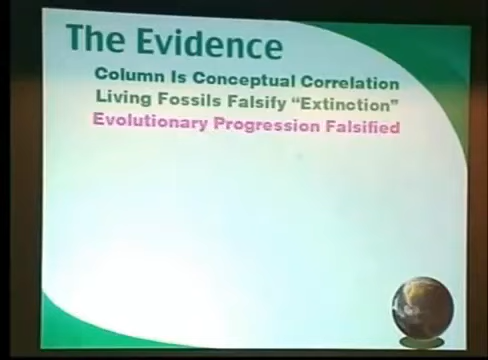 The Evidence
Column Is Conceptual Correlation
Living Fossils Falsify “Extinction”
Evolutionary Progression Falsified